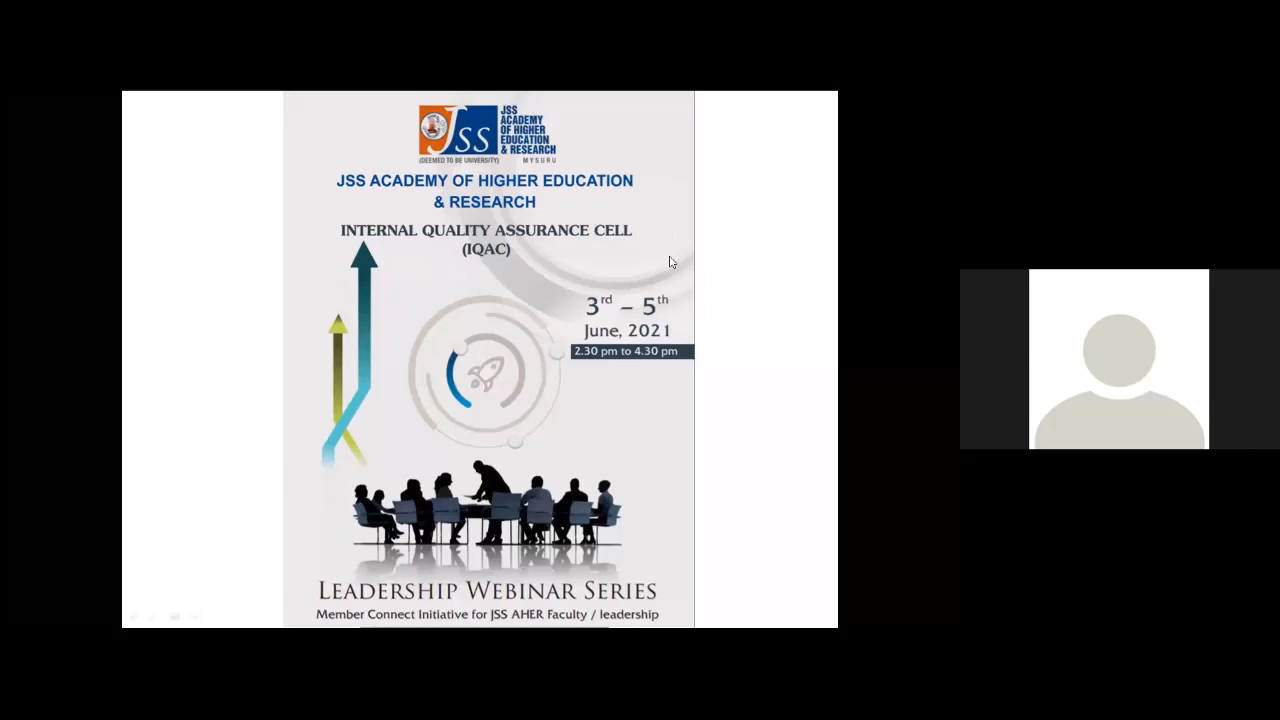 JSS
JSS
ACADEMY
OF HIGHER
EDUCATION
& RESEARCH
(DEEMED TO BE UNIVERSITY) MYSURU
JSS ACADEMY OF HIGHER EDUCATION
& RESEARCH
INTERNAL QUALITY ASSURANCE CELL
(IQAC)
3rd – 5th
June, 2021
2.30 pm to 4.30 pm
LEADERSHIP WEBINAR SERIES
Member Connect Initiative for JSS AHER Faculty / leadership